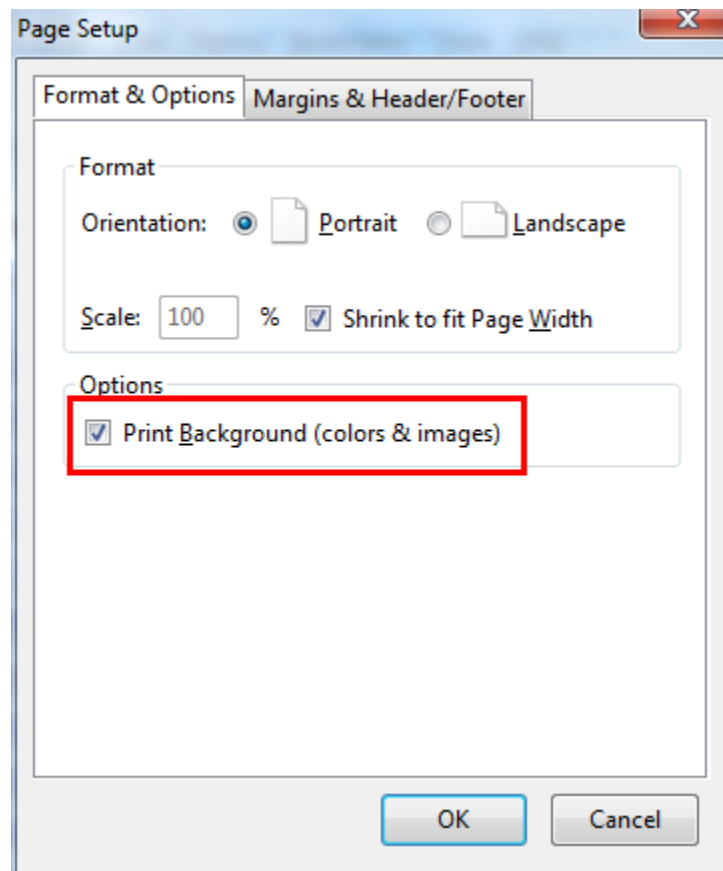 Page Setup
Format & Options Margins & Header/Footer
Format
Orientation: Portrait Landscape
Scale: 100 % Shrink to fit Page Width
Options
Print Background (colors & images)
OK Cancel